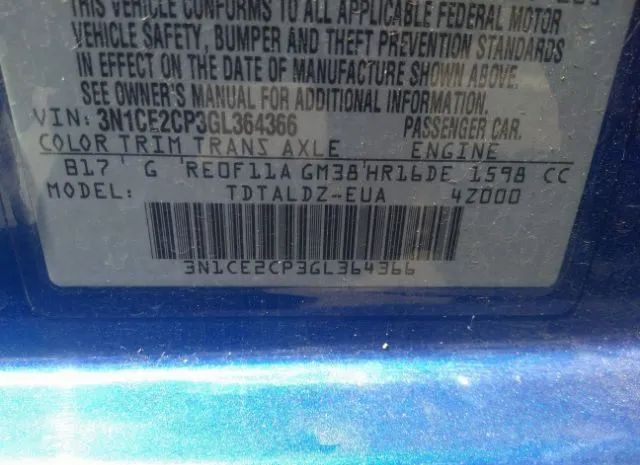 THIS VEHICLE CONFORMS TO ALL APPLICABLE FEDERAL MOTOR
VEHICLE SAFETY, BUMPER AND THEFT PREVENTION STANDARDS
IN EFFECT ON THE DATE OF MANUFACTURE SHOWN ABOVE.
SEE OWNER'S MANUAL FOR ADDITIONAL INFORMATION.
VIN: 3N1CE2CP3GL364366 PASSENGER CAR.
COLOR TRIM TRANS AXLE ENGINE
B17 G RE0F11A GM38 HR16DE 1598 CC
MODEL: TDTALDZ-EUA 4Z000
3N1CE2CP3GL364366